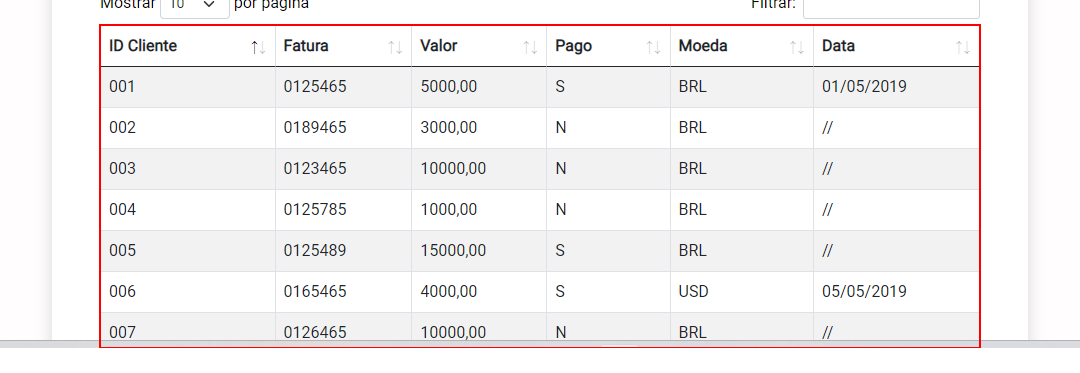 Mostrar 10 por página Filtrar:
ID Cliente Fatura Valor Pago Moeda Data
001 0125465 5000,00 S BRL 01/05/2019
002 0189465 3000,00 N BRL //
003 0123465 10000,00 N BRL //
004 0125785 1000,00 N BRL //
005 0125489 15000,00 S BRL //
006 0165465 4000,00 S USD 05/05/2019
007 0126465 10000,00 N BRL //